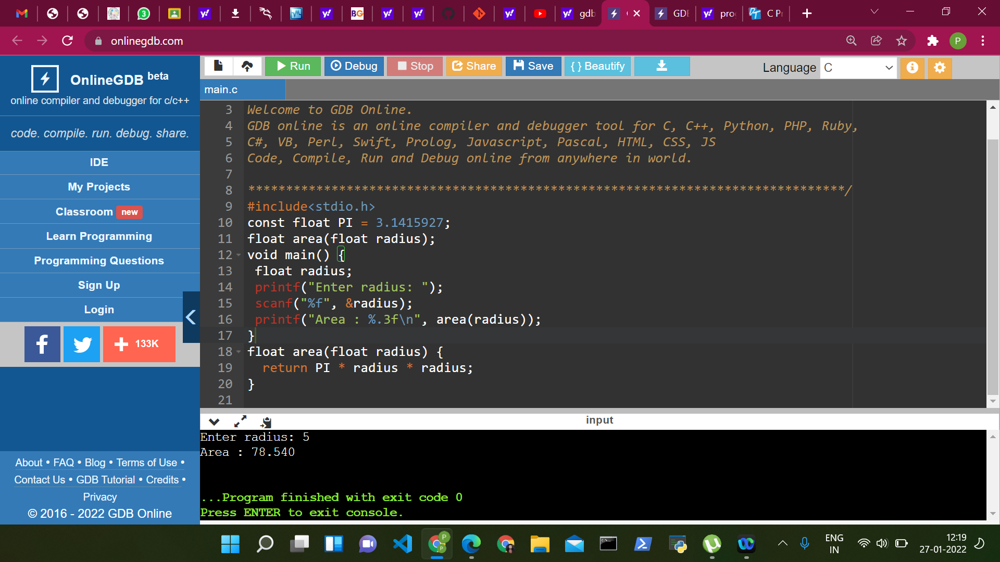 gdb
GDB
pro
C Pr
onlinegdb.com
P
OnlineGDB beta
online compiler and debugger for c/c++
code. compile. run. debug. share.
IDE
My Projects
Classroom new
Learn Programming
Programming Questions
Sign Up
Login
133K
About • FAQ • Blog • Terms of Use •
Contact Us • GDB Tutorial • Credits •
Privacy
© 2016 - 2022 GDB Online
Run
Debug
Stop
Share
Save
{ } Beautify
Language C
main.c
3 Welcome to GDB Online.
4 GDB online is an online compiler and debugger tool for C, C++, Python, PHP, Ruby,
5 C#, VB, Perl, Swift, Prolog, Javascript, Pascal, HTML, CSS, JS
6 Code, Compile, Run and Debug online from anywhere in world.
7
8 *******************************************************************************/
9 #include<stdio.h>
10 const float PI = 3.1415927;
11 float area(float radius);
12 void main() {
13 float radius;
14 printf("Enter radius: ");
15 scanf("%f", &radius);
16 printf("Area : %.3f\n", area(radius));
17 }
18 float area(float radius) {
19 return PI * radius * radius;
20 }
21
input
Enter radius: 5
Area : 78.540
...Program finished with exit code 0
Press ENTER to exit console.
ENG
IN
12:19
27-01-2022